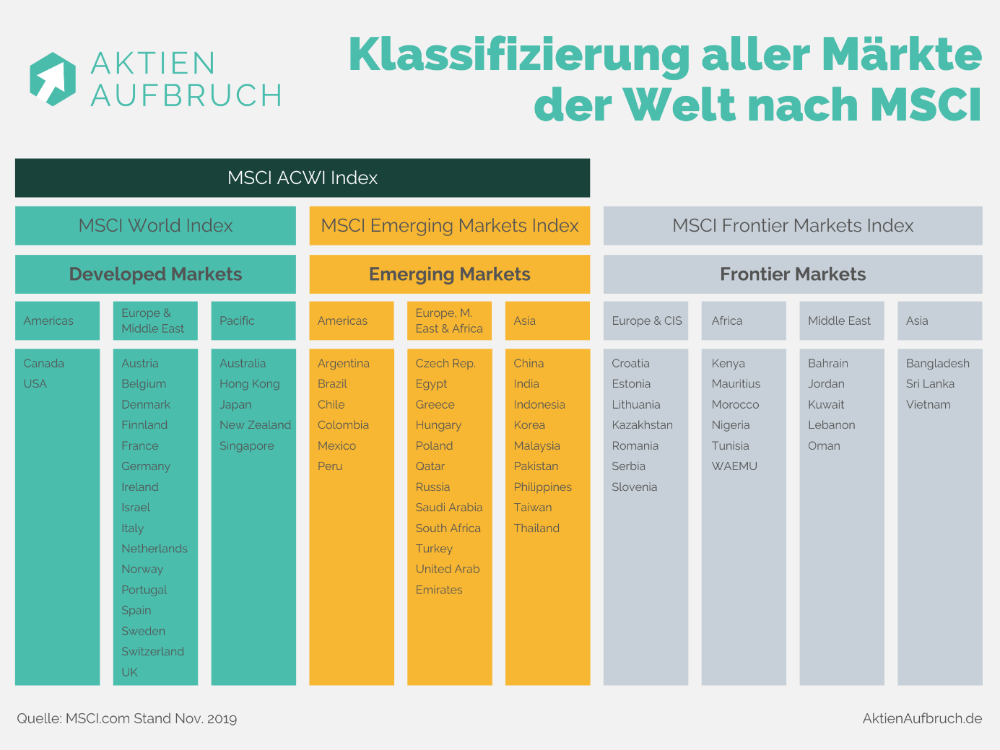 AKTIEN
AUFBRUCH
Klassifizierung aller Märkte
der Welt nach MSCI
MSCI ACWI Index
MSCI World Index
MSCI Emerging Markets Index
MSCI Frontier Markets Index
Developed Markets
Emerging Markets
Frontier Markets
Americas
Europe &
Middle East
Pacific
Americas
Europe, M.
East & Africa
Asia
Europe & CIS
Africa
Middle East
Asia
Canada
USA
Austria
Belgium
Denmark
Finnland
France
Germany
Ireland
Israel
Italy
Netherlands
Norway
Portugal
Spain
Sweden
Switzerland
UK
Australia
Hong Kong
Japan
New Zealand
Singapore
Argentina
Brazil
Chile
Colombia
Mexico
Peru
Czech Rep.
Egypt
Greece
Hungary
Poland
Qatar
Russia
Saudi Arabia
South Africa
Turkey
United Arab
Emirates
China
India
Indonesia
Korea
Malaysia
Pakistan
Philippines
Taiwan
Thailand
Croatia
Estonia
Lithuania
Kazakhstan
Romania
Serbia
Slovenia
Kenya
Mauritius
Morocco
Nigeria
Tunisia
WAEMU
Bahrain
Jordan
Kuwait
Lebanon
Oman
Bangladesh
Sri Lanka
Vietnam
Quelle: MSCI.com Stand Nov. 2019
AktienAufbruch.de